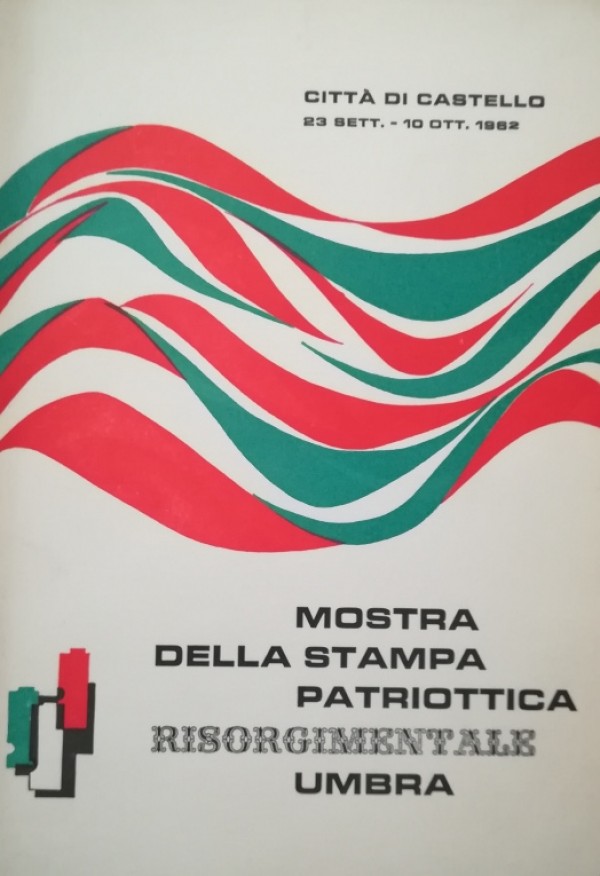 CITTÀ DI CASTELLO
23 SETT. - 10 OTT. 1962
MOSTRA
DELLA STAMPA
PATRIOTTICA
RISORGIMENTALE
UMBRA